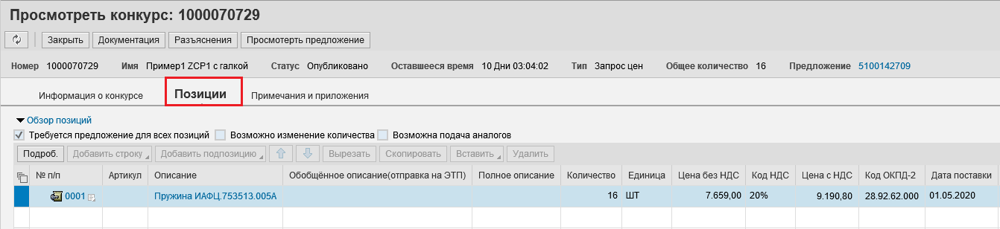 Просмотреть конкурс: 1000070729
Закрыть Документация Разъяснения Просмотерть предложение
Номер 1000070729 Имя Пример1 ZCP1 с галкой Статус Опубликовано Оставшееся время 10 Дни 03:04:02 Тип Запрос цен Общее количество 16 Предложение 5100142709
Информация о конкурсе Позиции Примечания и приложения
Обзор позиций
Требуется предложение для всех позиций Возможно изменение количества Возможна подача аналогов
Подроб. Добавить строку Добавить подпозицию Вырезать Скопировать Вставить Удалить
№ п/п Артикул Описание Обобщённое описание(отправка на ЭТП) Полное описание Количество Единица Цена без НДС Код НДС Цена с НДС Код ОКПД-2 Дата поставки
0001 Пружина ИАФЦ.753513.005А 16 ШТ 7.659,00 20% 9.190,80 28.92.62.000 01.05.2020